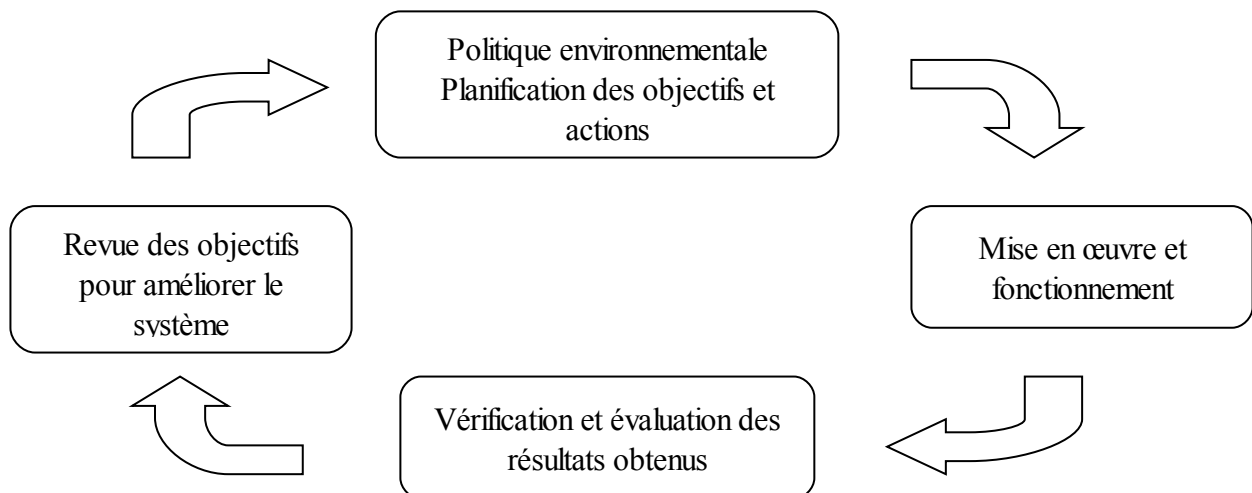 Politique environnementale
Planification des objectifs et
actions
Revue des objectifs
pour améliorer le
système
Mise en œuvre et
fonctionnement
Vérification et évaluation des
résultats obtenus